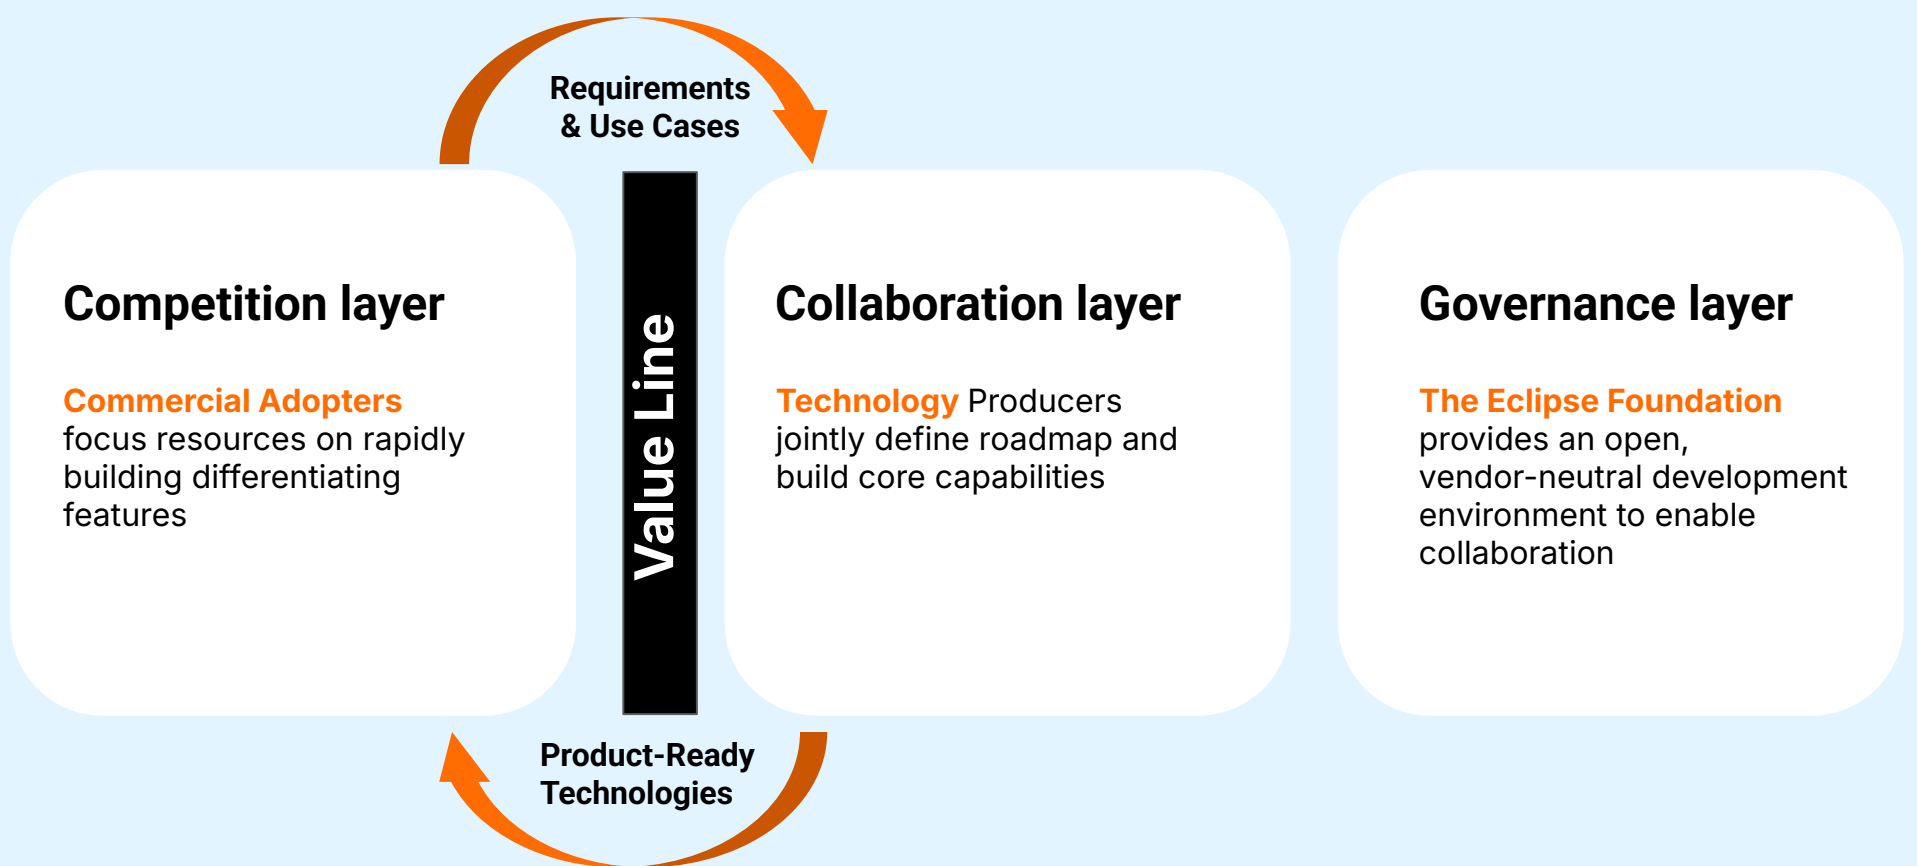 Requirements
& Use Cases
Competition layer
Commercial Adopters
focus resources on rapidly
building differentiating
features
Value Line
Collaboration layer
Technology Producers
jointly define roadmap and
build core capabilities
Governance layer
The Eclipse Foundation
provides an open,
vendor-neutral development
environment to enable
collaboration
Product-Ready
Technologies